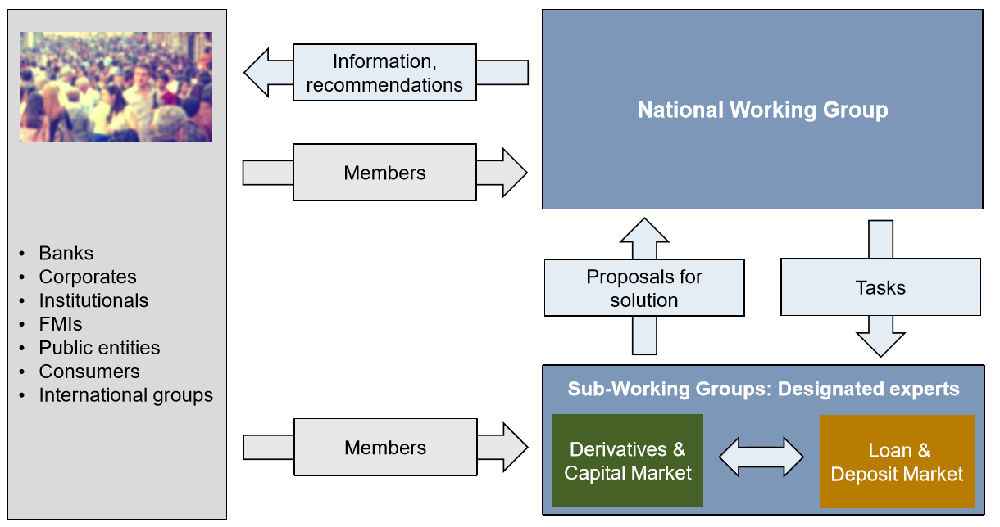 Information,
recommendations
National Working Group
Members
• Banks
• Corporates
• Institutionals
• FMIs
• Public entities
• Consumers
• International groups
Proposals for
solution
Tasks
Sub-Working Groups: Designated experts
Members
Derivatives &
Capital Market
Loan &
Deposit Market